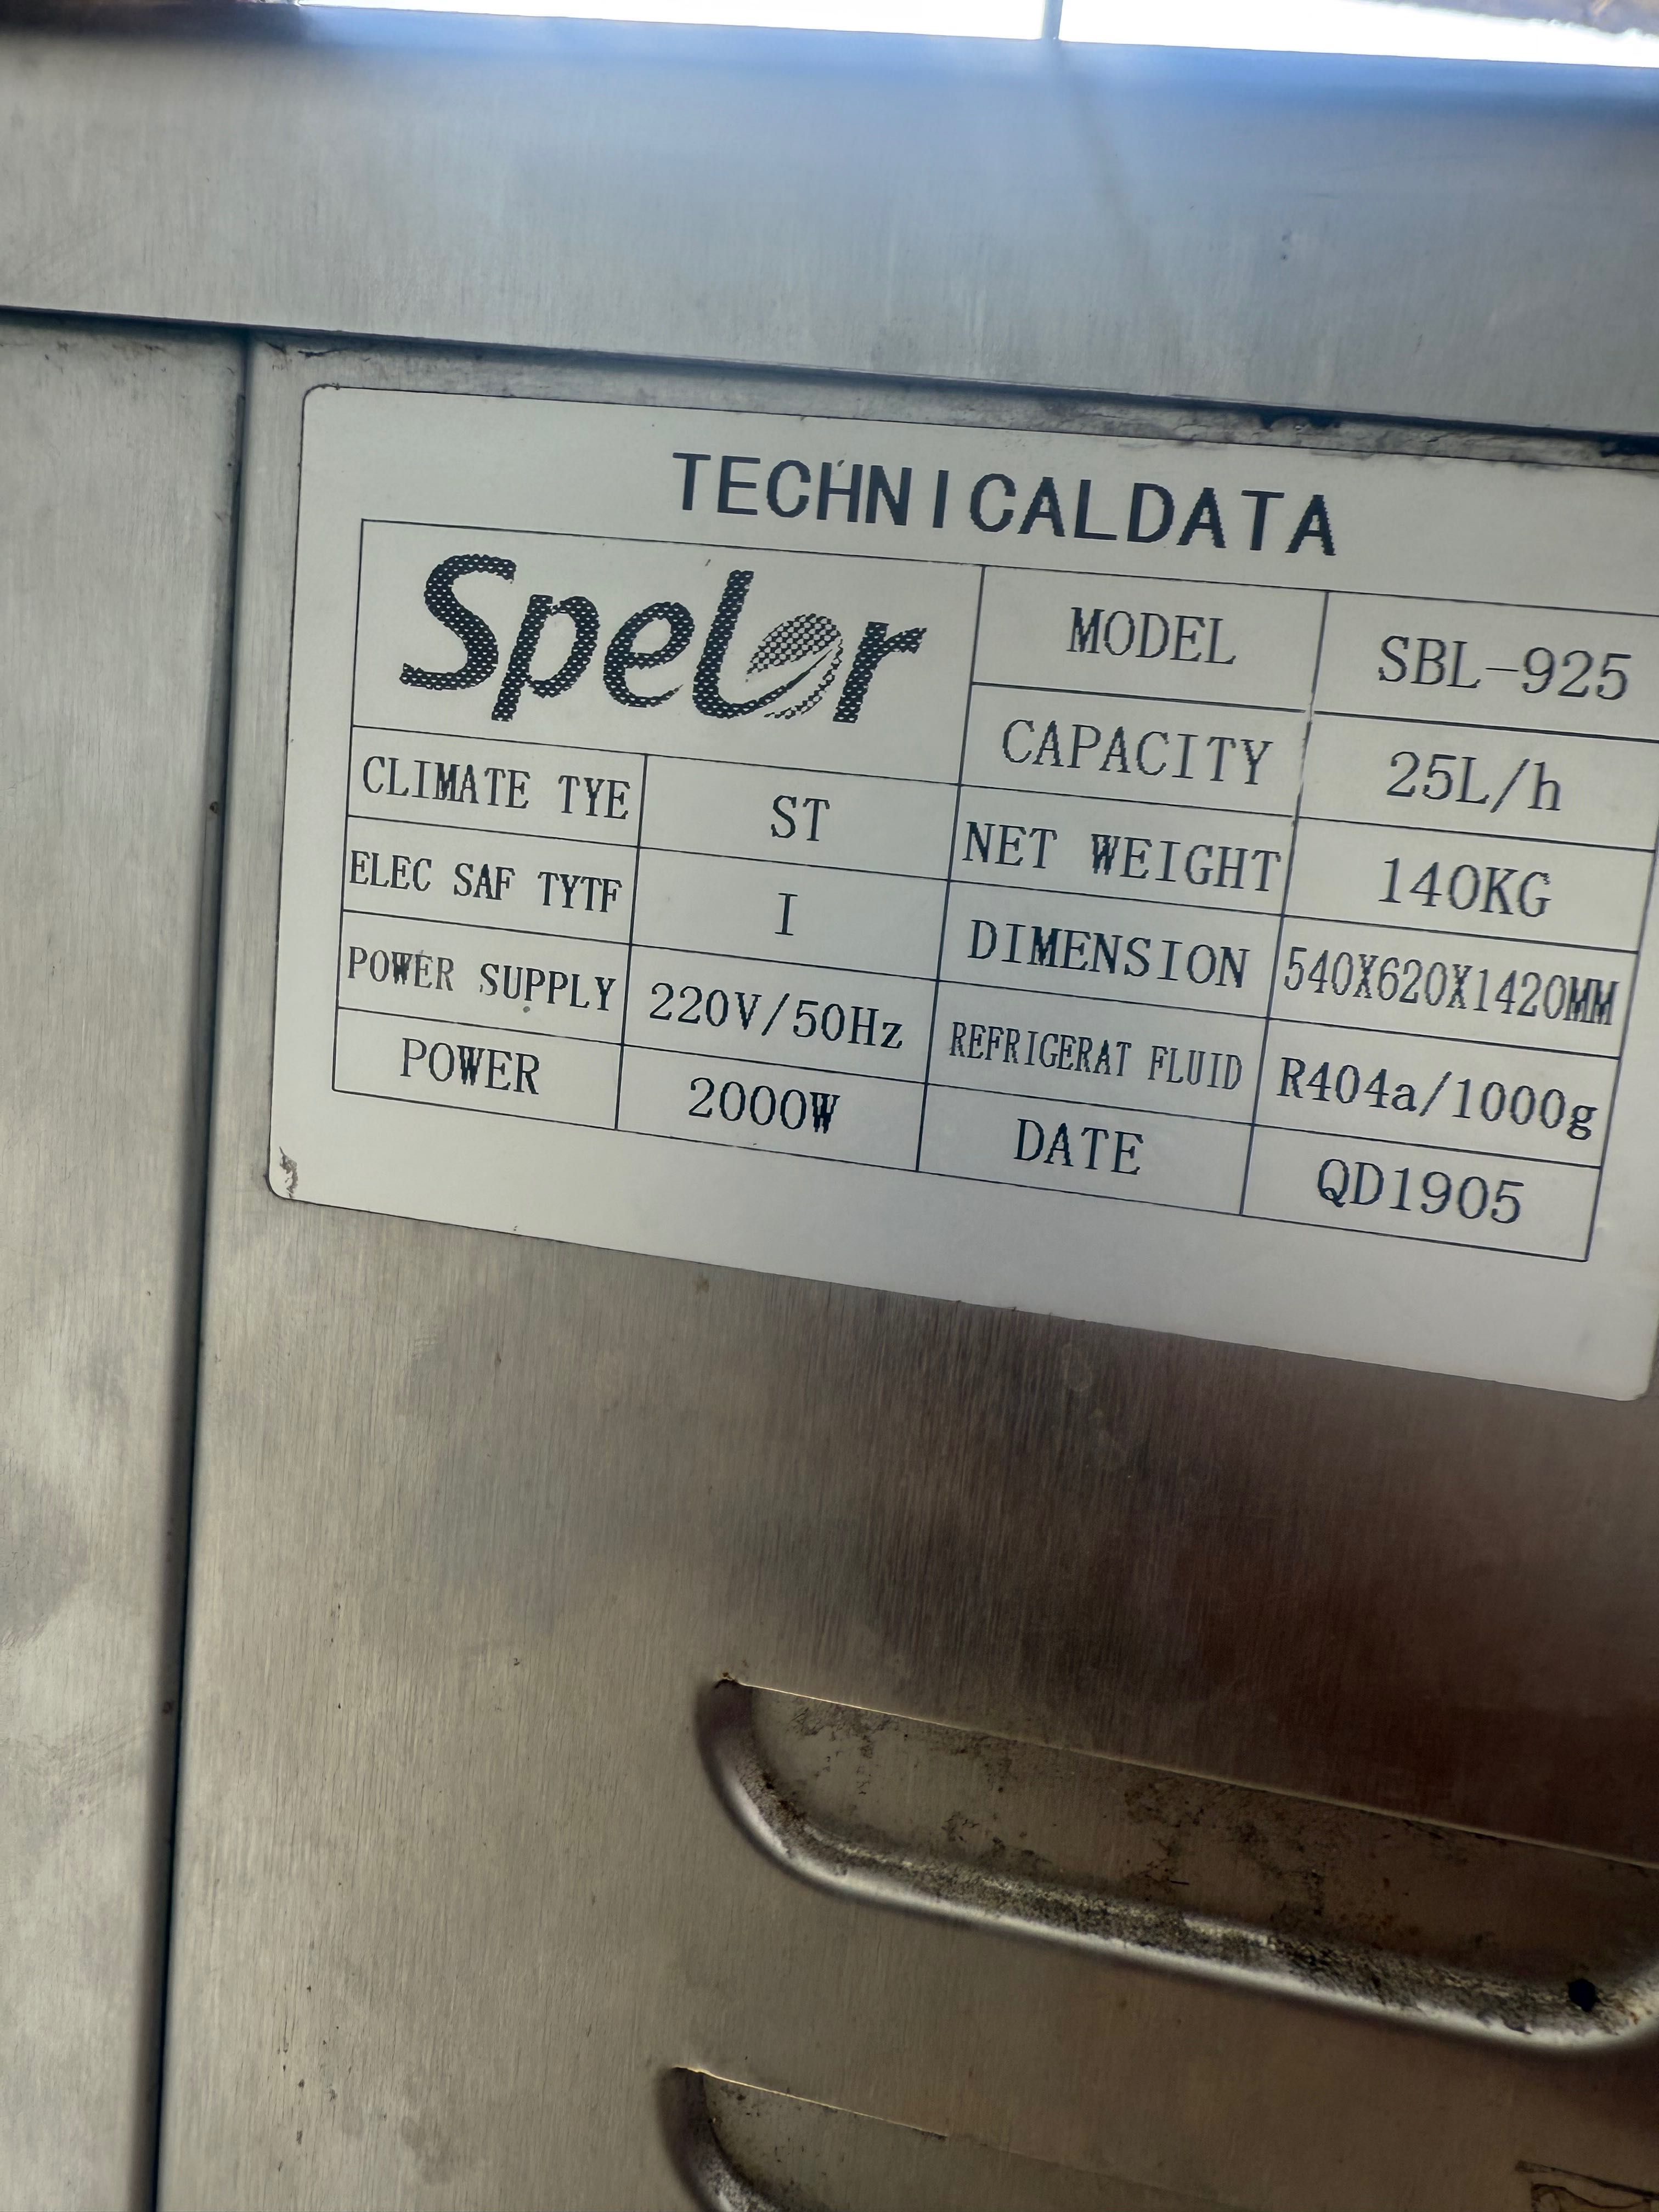 TECHNICALDATA
Spelor
MODEL SBL-925
CAPACITY 25L/h
CLIMATE TYE ST NET WEIGHT 140KG
ELEC SAF TYTF I DIMENSION 540X620X1420MM
POWER SUPPLY 220V/50Hz REFRIGERAT FLUID R404a/1000g
POWER 2000W DATE QD1905